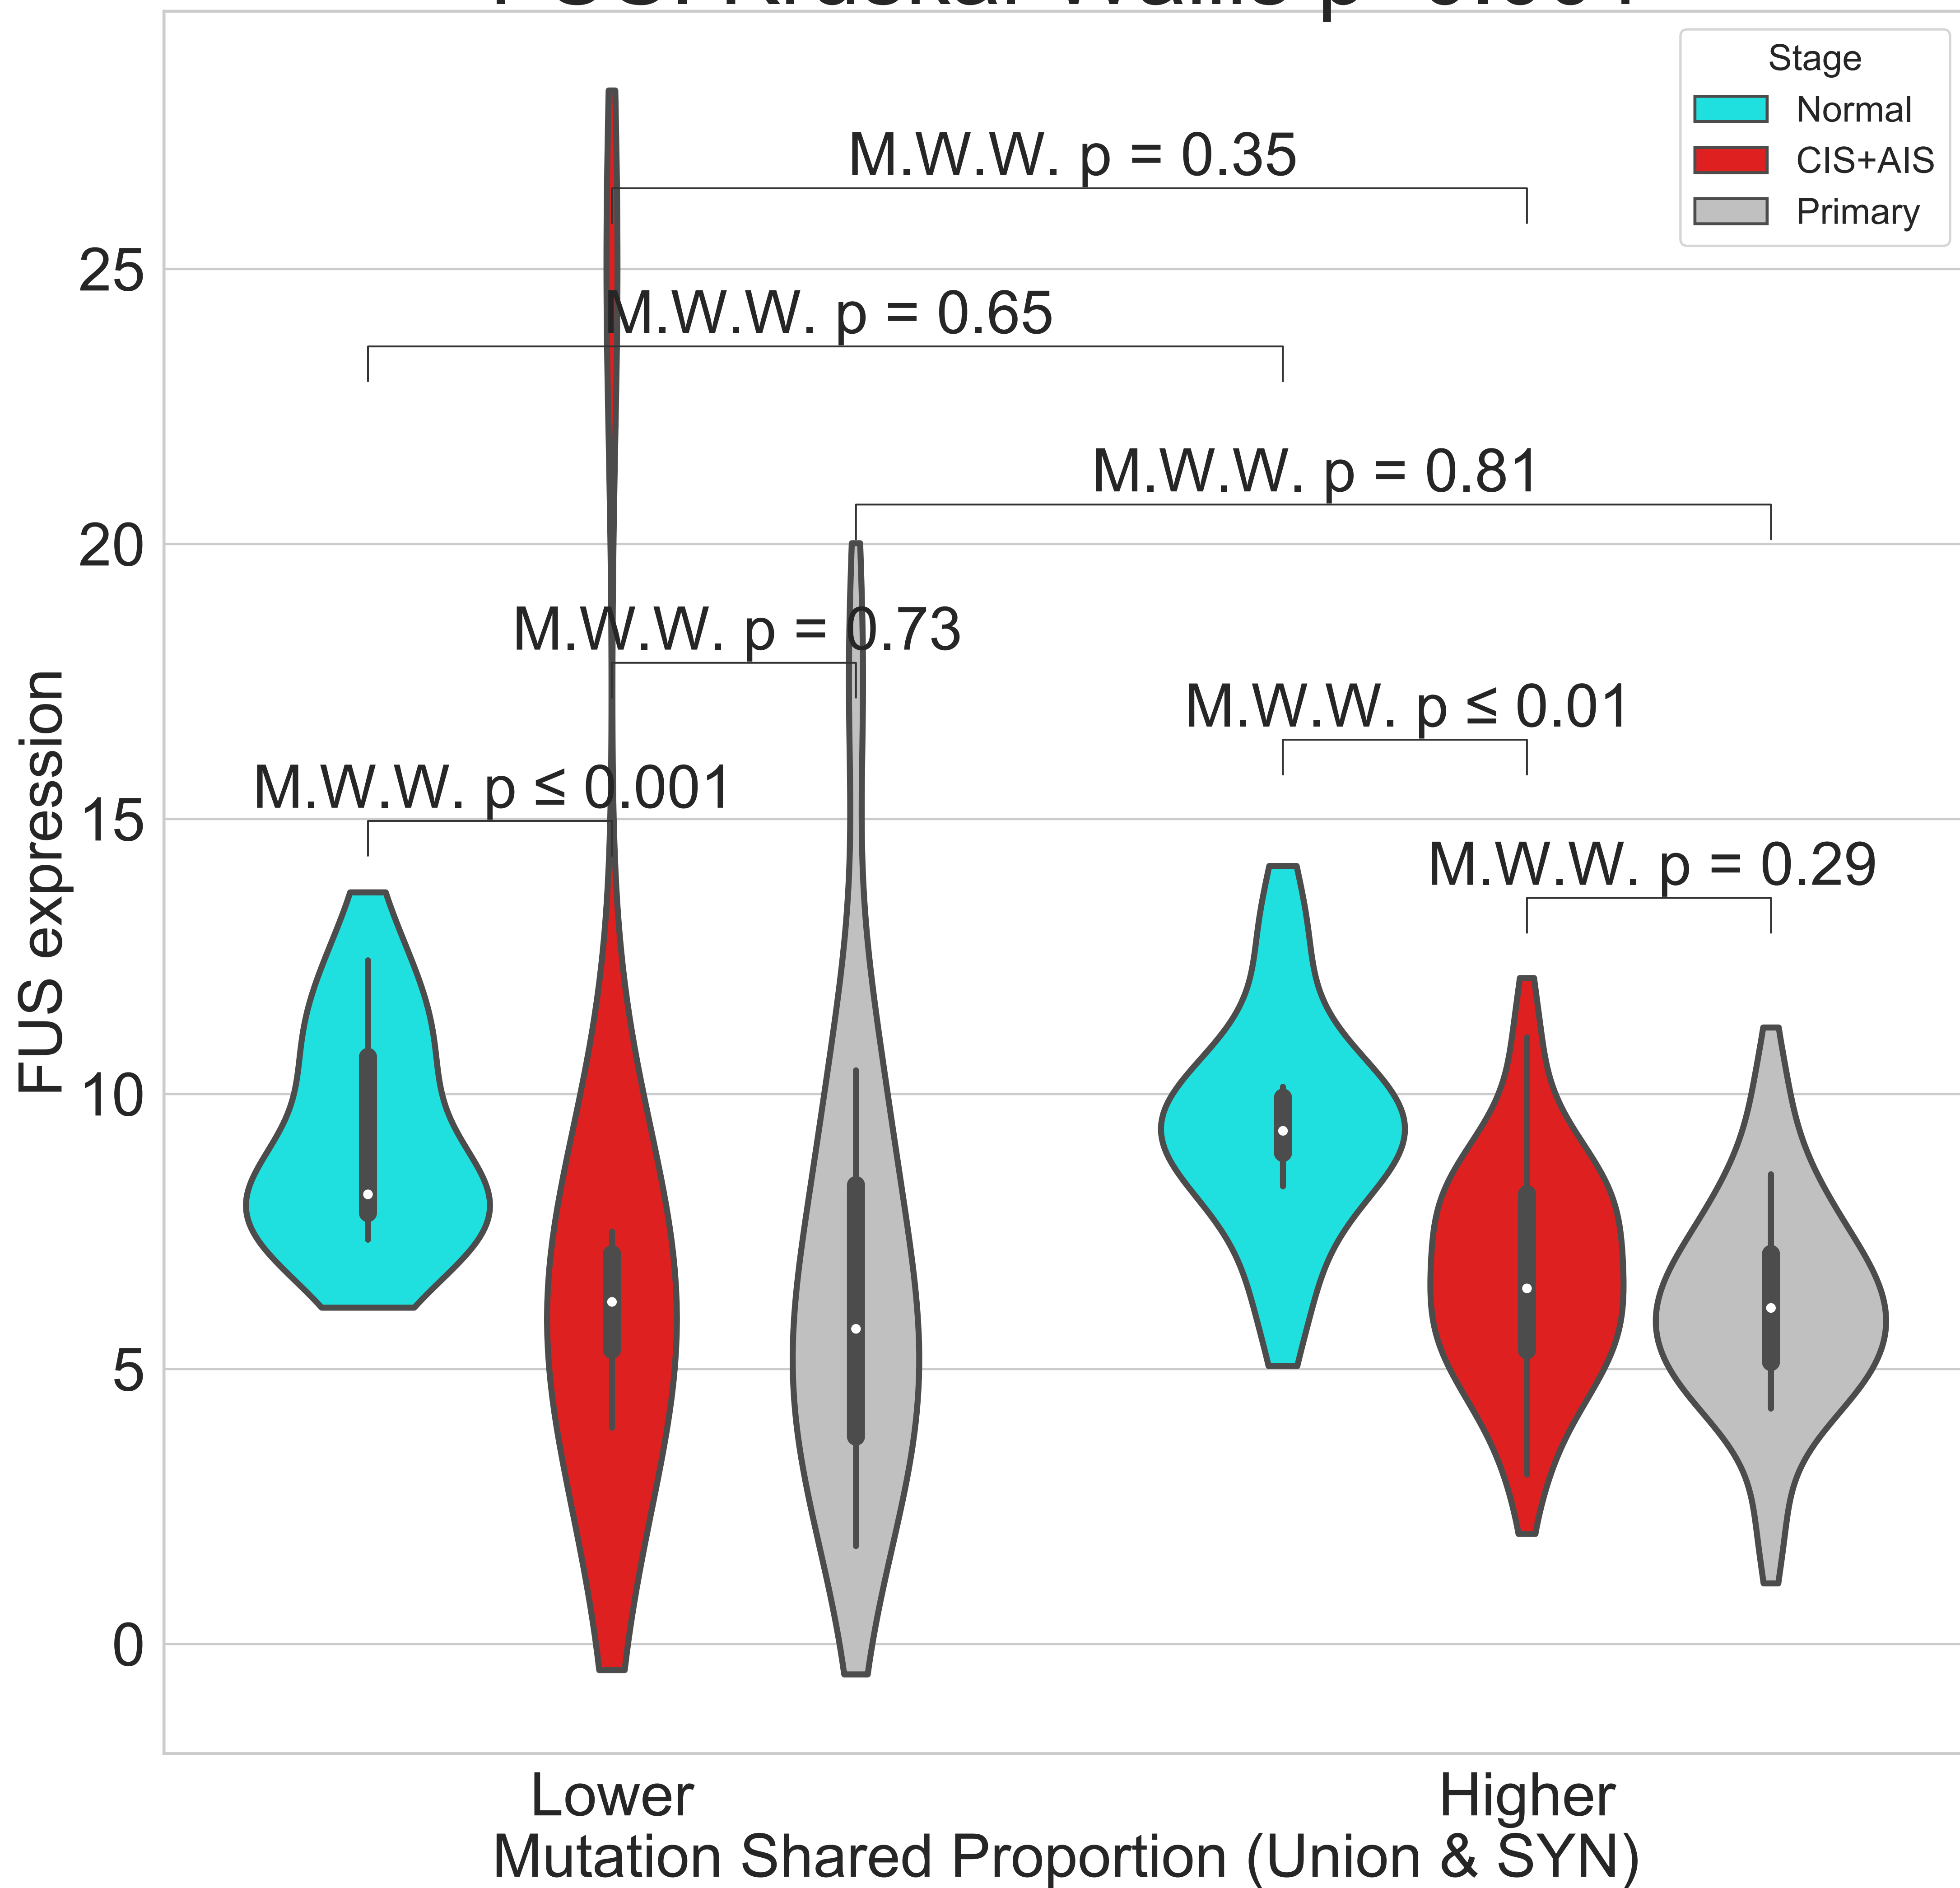 Stage
Normal
CIS+AIS
Primary
M.W.W. p = 0.35
25
M.W.W. p = 0.65
M.W.W. p = 0.81
20
M.W.W. p = 0.73
M.W.W. p ≤ 0.01
M.W.W. p ≤ 0.001
15
M.W.W. p = 0.29
FUS expression
10
5
0
Lower
Higher
Mutation Shared Proportion (Union & SYN)